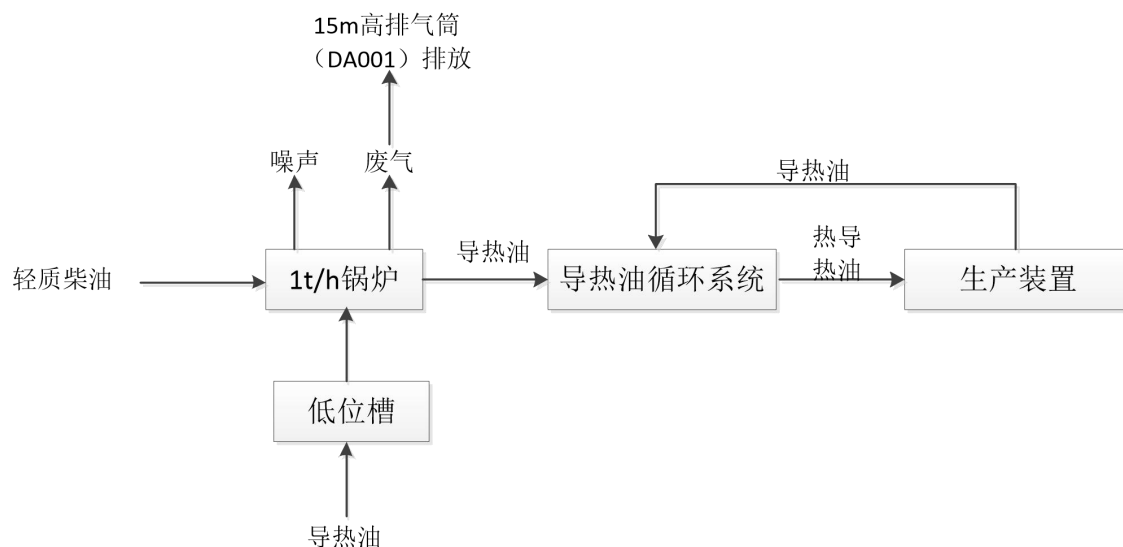 15m高排气筒
（DA001）排放
噪声
废气
导热油
轻质柴油
1t/h锅炉
导热油
导热油循环系统
热导
热油
生产装置
低位槽
导热油